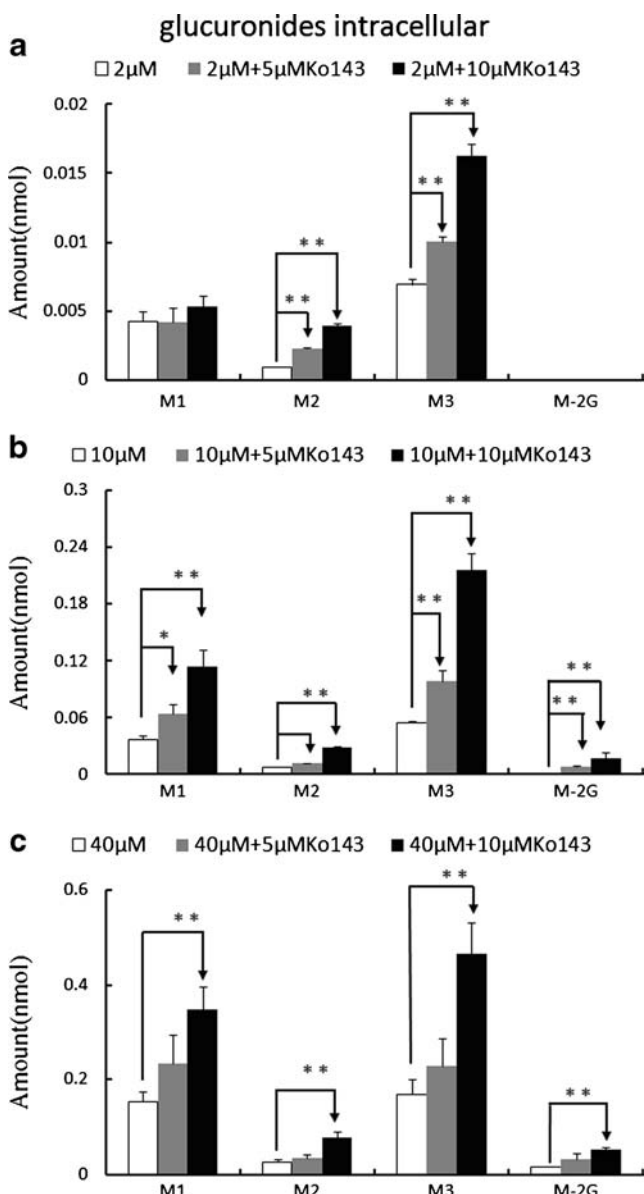 glucuronides intracellular
a
2μM 2μM+5μMKo143 2μM+10μMKo143
Amount(nmol)
0.02
0.015
0.01
0.005
0
** ** ** **
M1 M2 M3 M-2G
b
10μM 10μM+5μMKo143 10μM+10μMKo143
Amount(nmol)
0.3
0.24
0.18
0.12
0.06
0
* ** ** ** ** ** **
M1 M2 M3 M-2G
c
40μM 40μM+5μMKo143 40μM+10μMKo143
Amount(nmol)
0.6
0.4
0.2
0
** ** ** **
M1 M2 M3 M-2G